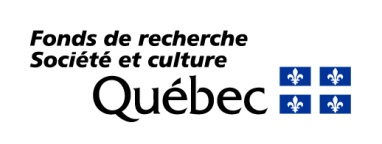 Fonds de recherche
Société et culture
Québec